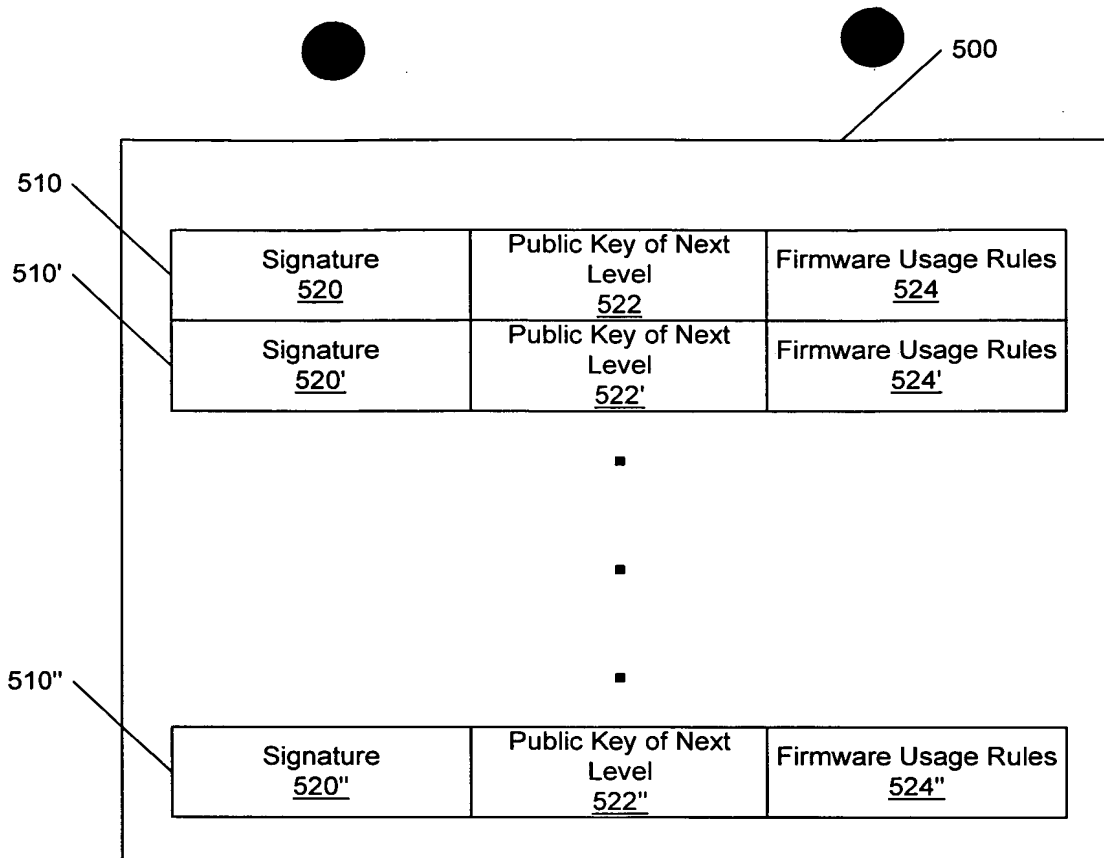 500
510
Signature
520
Public Key of Next
Level
522
Firmware Usage Rules
524
510'
Signature
520'
Public Key of Next
Level
522'
Firmware Usage Rules
524'
510"
Signature
520"
Public Key of Next
Level
522"
Firmware Usage Rules
524"